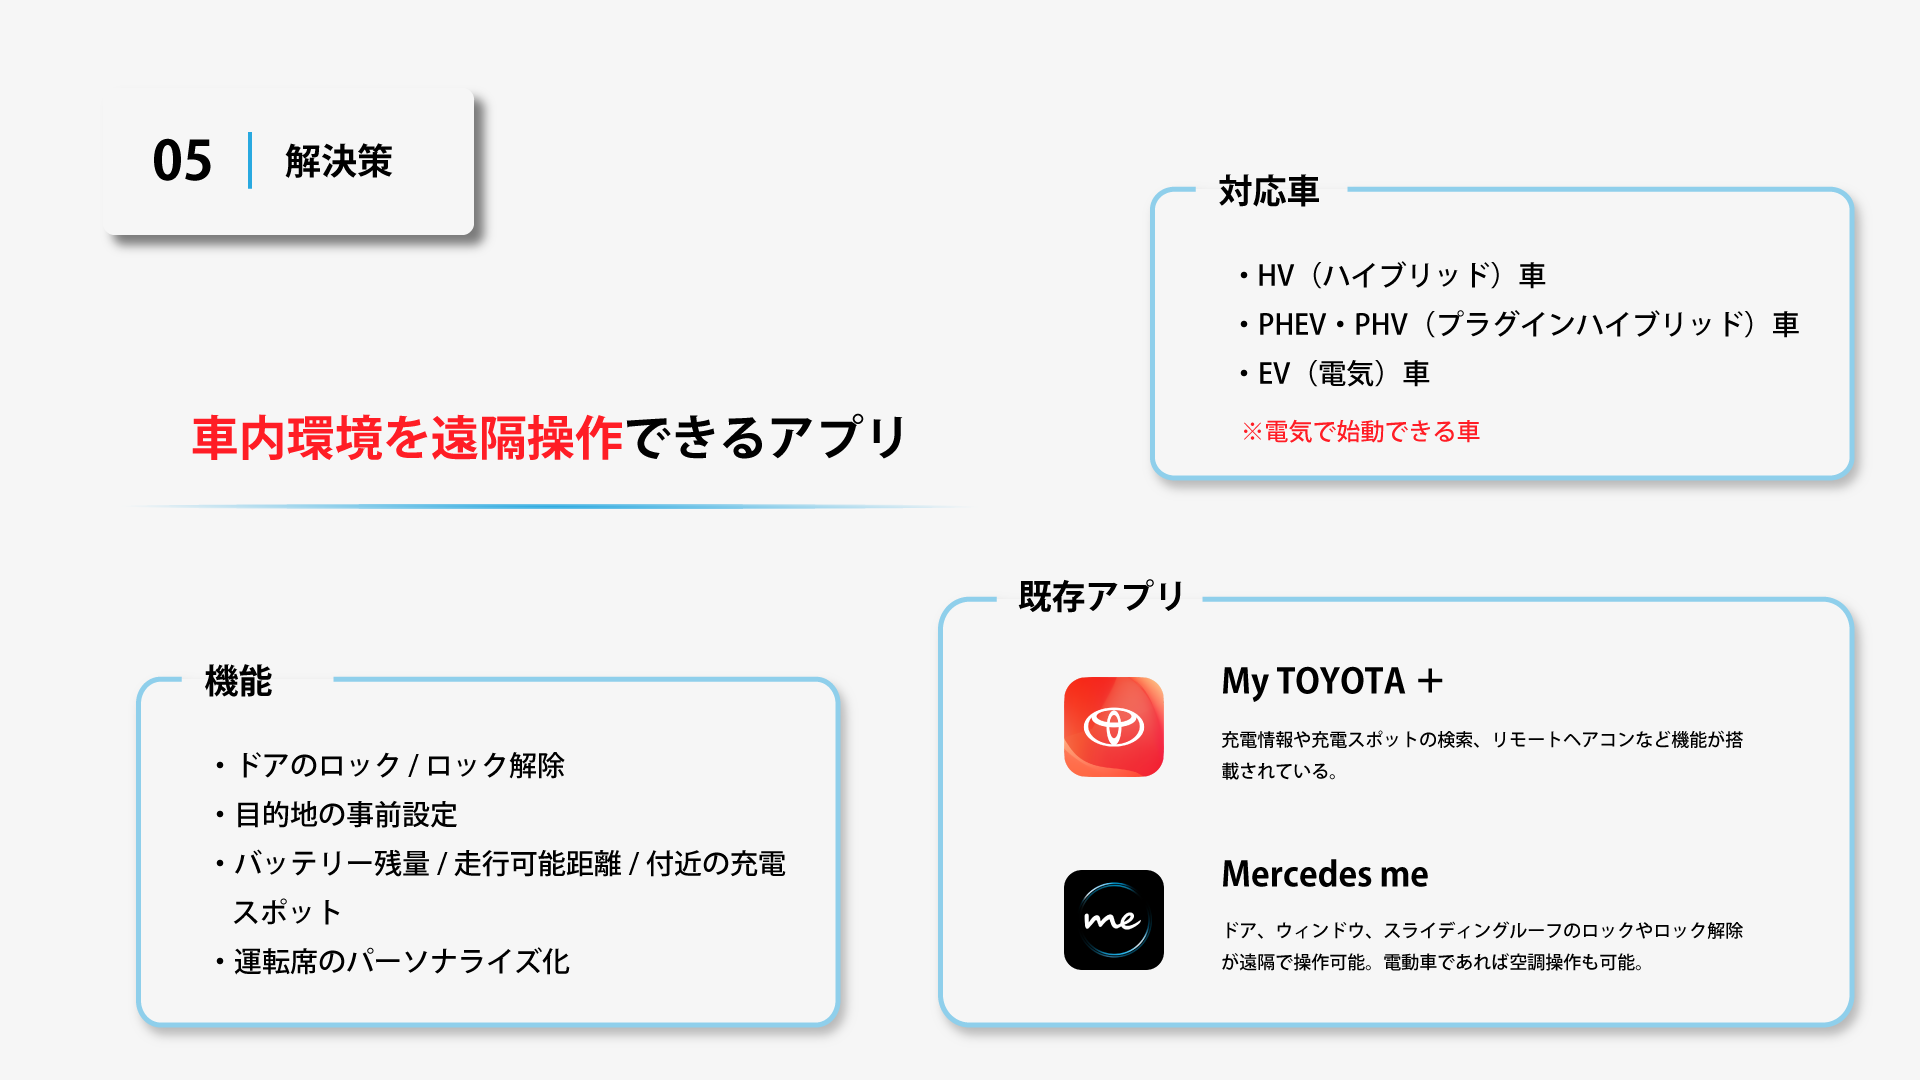 05
解決策
対応車
・HV（ハイブリッド）車
・PHEV・PHV（プラグインハイブリッド）車
・EV（電気）車
※電気で始動できる車
車内環境を遠隔操作できるアプリ
機能
・ドアのロック / ロック解除
・目的地の事前設定
・バッテリー残量 / 走行可能距離 / 付近の充電
スポット
・運転席のパーソナライズ化
既存アプリ
My TOYOTA ＋
充電情報や充電スポットの検索、リモートヘアコンなど機能が搭
載されている。
me
Mercedes me
ドア、ウィンドウ、スライディングルーフのロックやロック解除
が遠隔で操作可能。電動車であれば空調操作も可能。